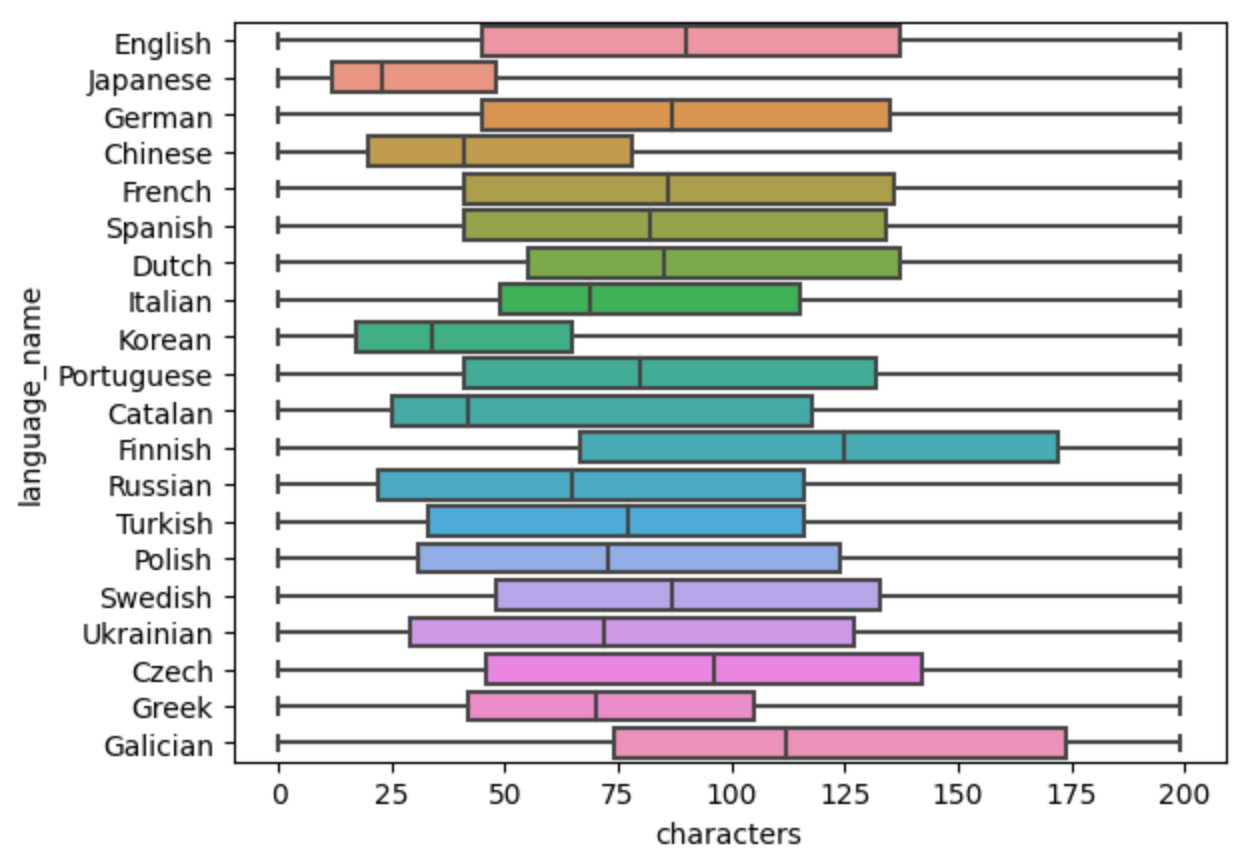 English
Japanese
German
Chinese
French
Spanish
Dutch
Italian
Korean
Portuguese
Catalan
Finnish
Russian
Turkish
Polish
Swedish
Ukrainian
Czech
Greek
Galician
language_name
0 25 50 75 100 125 150 175 200
characters